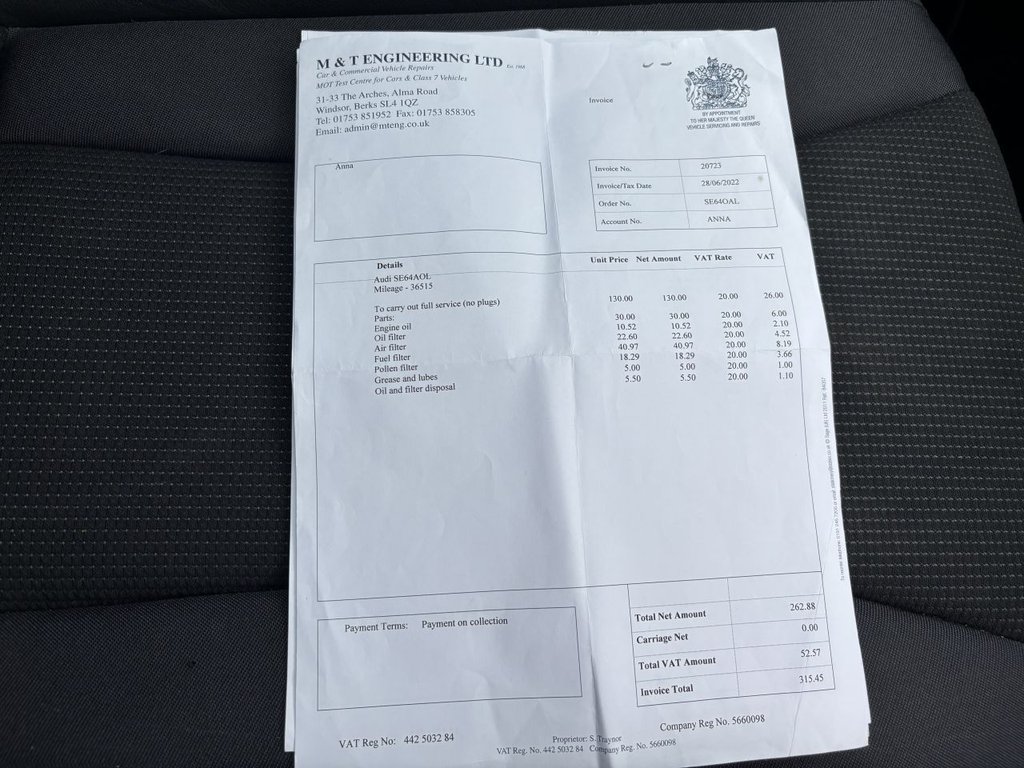 M & T ENGINEERING LTD Est. 1968
Car & Commercial Vehicle Repairs
MOT Test Centre for Cars & Class 7 Vehicles
31-33 The Arches, Alma Road
Windsor, Berks SL4 1QZ
Tel: 01753 851952 Fax: 01753 858305
Email: admin@mteng.co.uk
Invoice
BY APPOINTMENT
TO HER MAJESTY THE QUEEN
VEHICLE SERVICING AND REPAIRS
Anna
Invoice No. 20723
Invoice/Tax Date 28/06/2022
Order No. SE64OAL
Account No. ANNA
Details Unit Price Net Amount VAT Rate VAT
Audi SE64AOL
Mileage - 36515
To carry out full service (no plugs) 130.00 130.00 20.00 26.00
Parts:
Engine oil 30.00 30.00 20.00 6.00
Oil filter 10.52 10.52 20.00 2.10
Air filter 22.60 22.60 20.00 4.52
Fuel filter 40.97 40.97 20.00 8.19
Pollen filter 18.29 18.29 20.00 3.66
Grease and lubes 5.00 5.00 20.00 1.00
Oil and filter disposal 5.50 5.50 20.00 1.10
Payment Terms: Payment on collection
Total Net Amount 262.88
Carriage Net 0.00
Total VAT Amount 52.57
Invoice Total 315.45
VAT Reg No: 442 5032 84
Company Reg No. 5660098
Proprietor: S. Traynor
VAT Reg. No. 442 5032 84 Company Reg. No. 5660098